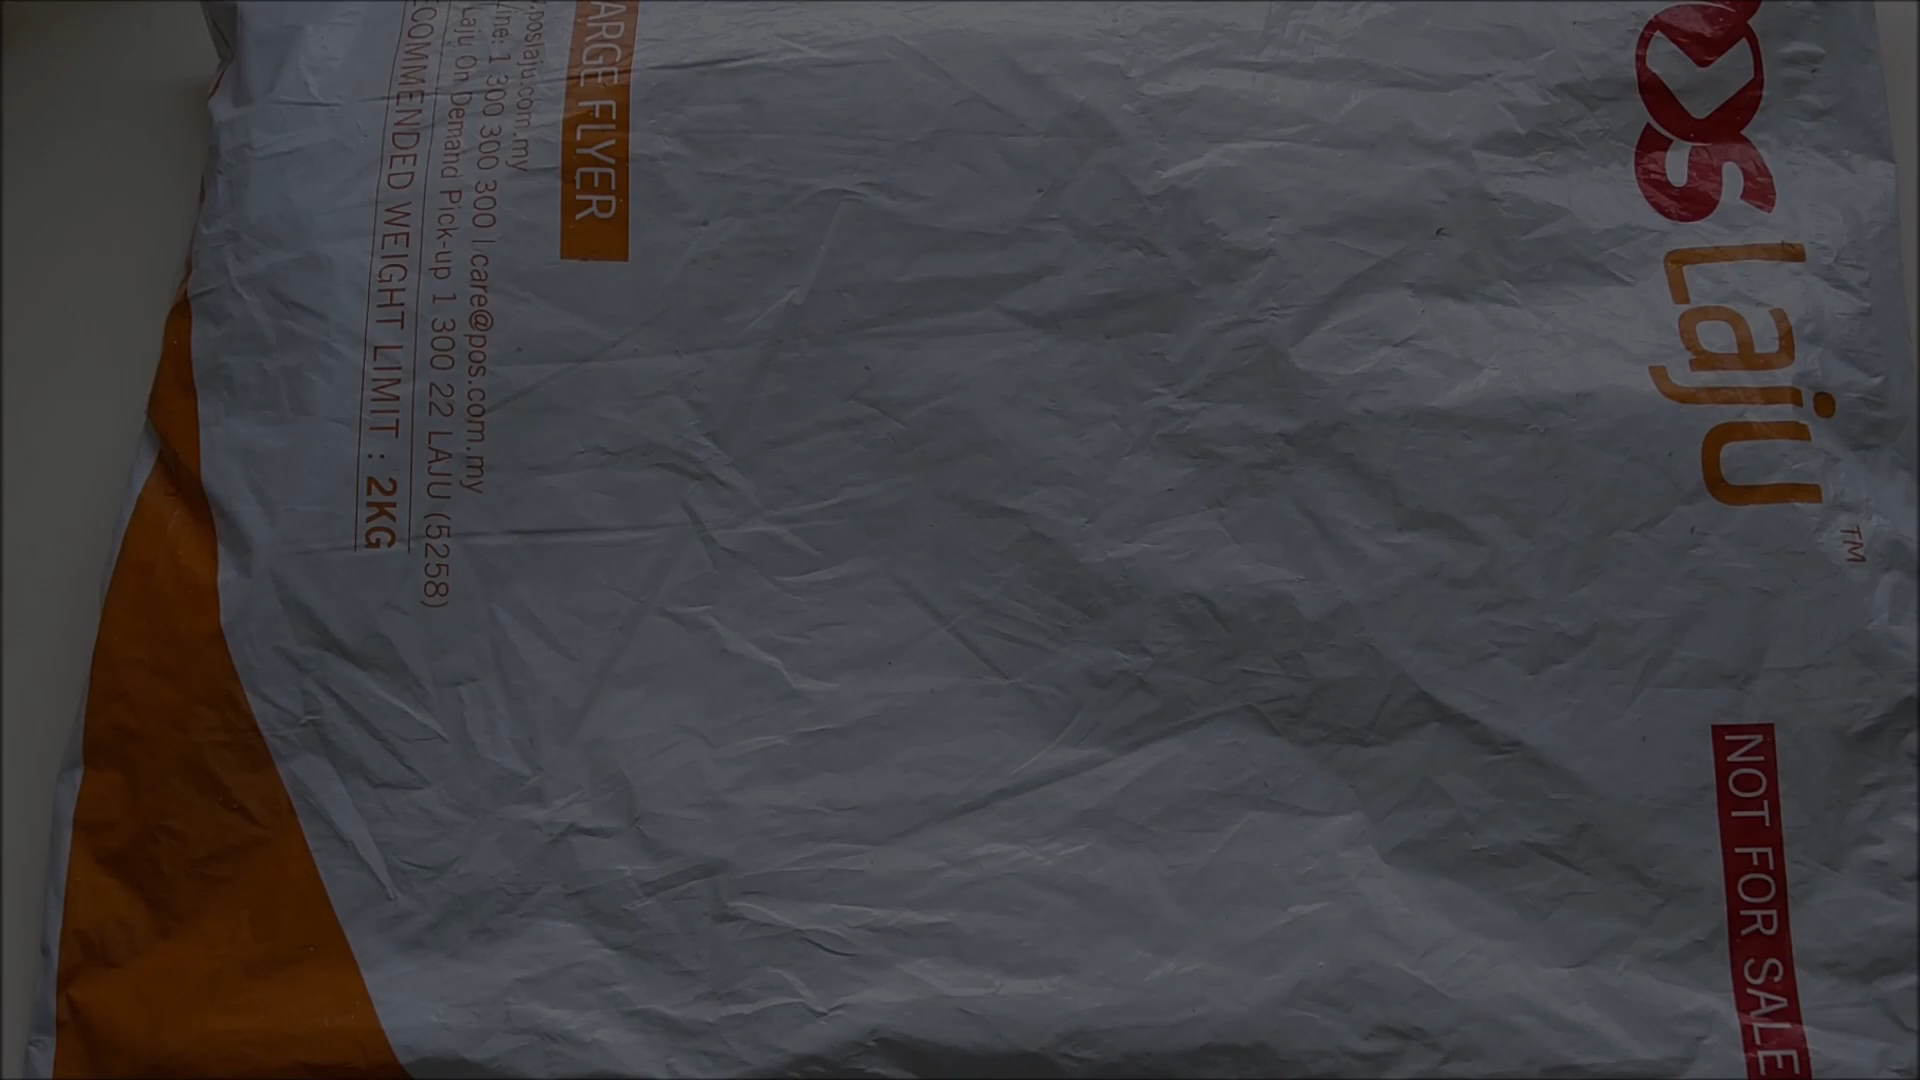 OS Laju
TM
NOT FOR SALE
ARGE FLYER
.poslaju.com.my
ine: 1 300 300 300 | care@pos.com.my
Laju On Demand Pick-up 1 300 22 LAJU (5258)
ECOMMENDED WEIGHT LIMIT : 2KG